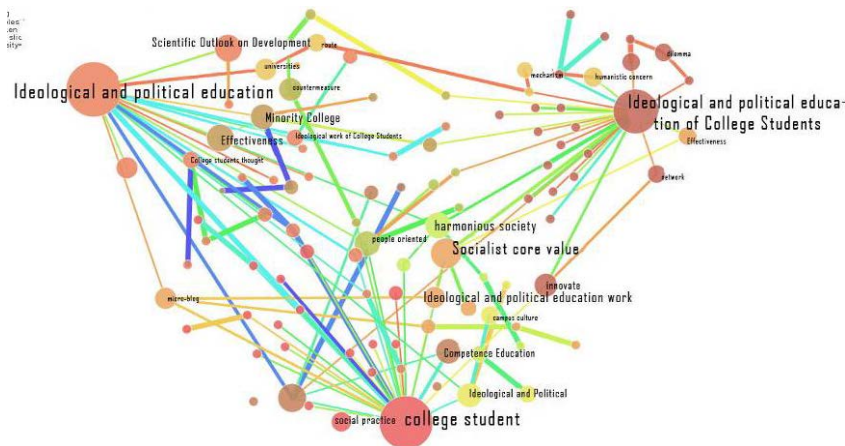 Scientific Outlook on Development
route
dilemma
universities
mechanism
humanistic concern
Ideological and political education
countermeasure
Ideological and political educa-
tion of College Students
Minority College
Effectiveness
Ideological work of College Students
Effectiveness
College students thought
network
harmonious society
people oriented
Socialist core value
innovate
micro-blog
Ideological and political education work
campus culture
Competence Education
Ideological and Political
social practice
college student